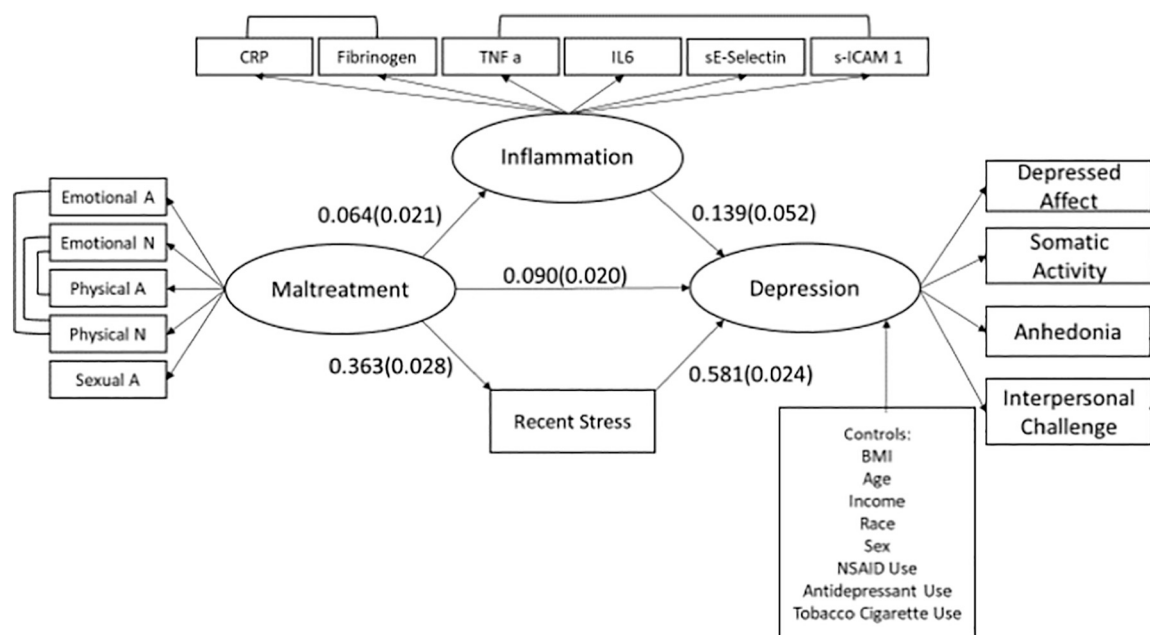 CRP
Fibrinogen
TNF a
IL6
sE-Selectin
s-ICAM 1
Inflammation
Emotional A
Emotional N
Physical A
Physical N
Sexual A
0.064(0.021)
0.139(0.052)
Maltreatment
0.090(0.020)
Depression
0.363(0.028)
0.581(0.024)
Recent Stress
Depressed
Affect
Somatic
Activity
Anhedonia
Interpersonal
Challenge
Controls:
BMI
Age
Income
Race
Sex
NSAID Use
Antidepressant Use
Tobacco Cigarette Use